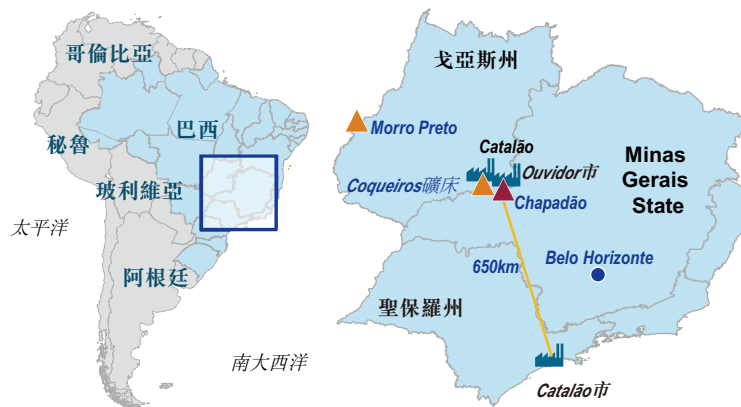 哥倫比亞
巴西
秘魯
玻利維亞
太平洋
阿根廷
南大西洋
戈亞斯州
Morro Preto
Catalão
Ouvidor市
Coqueiros礦床
Chapadão
Minas
Gerais
State
650km
Belo Horizonte
聖保羅州
Catalão市